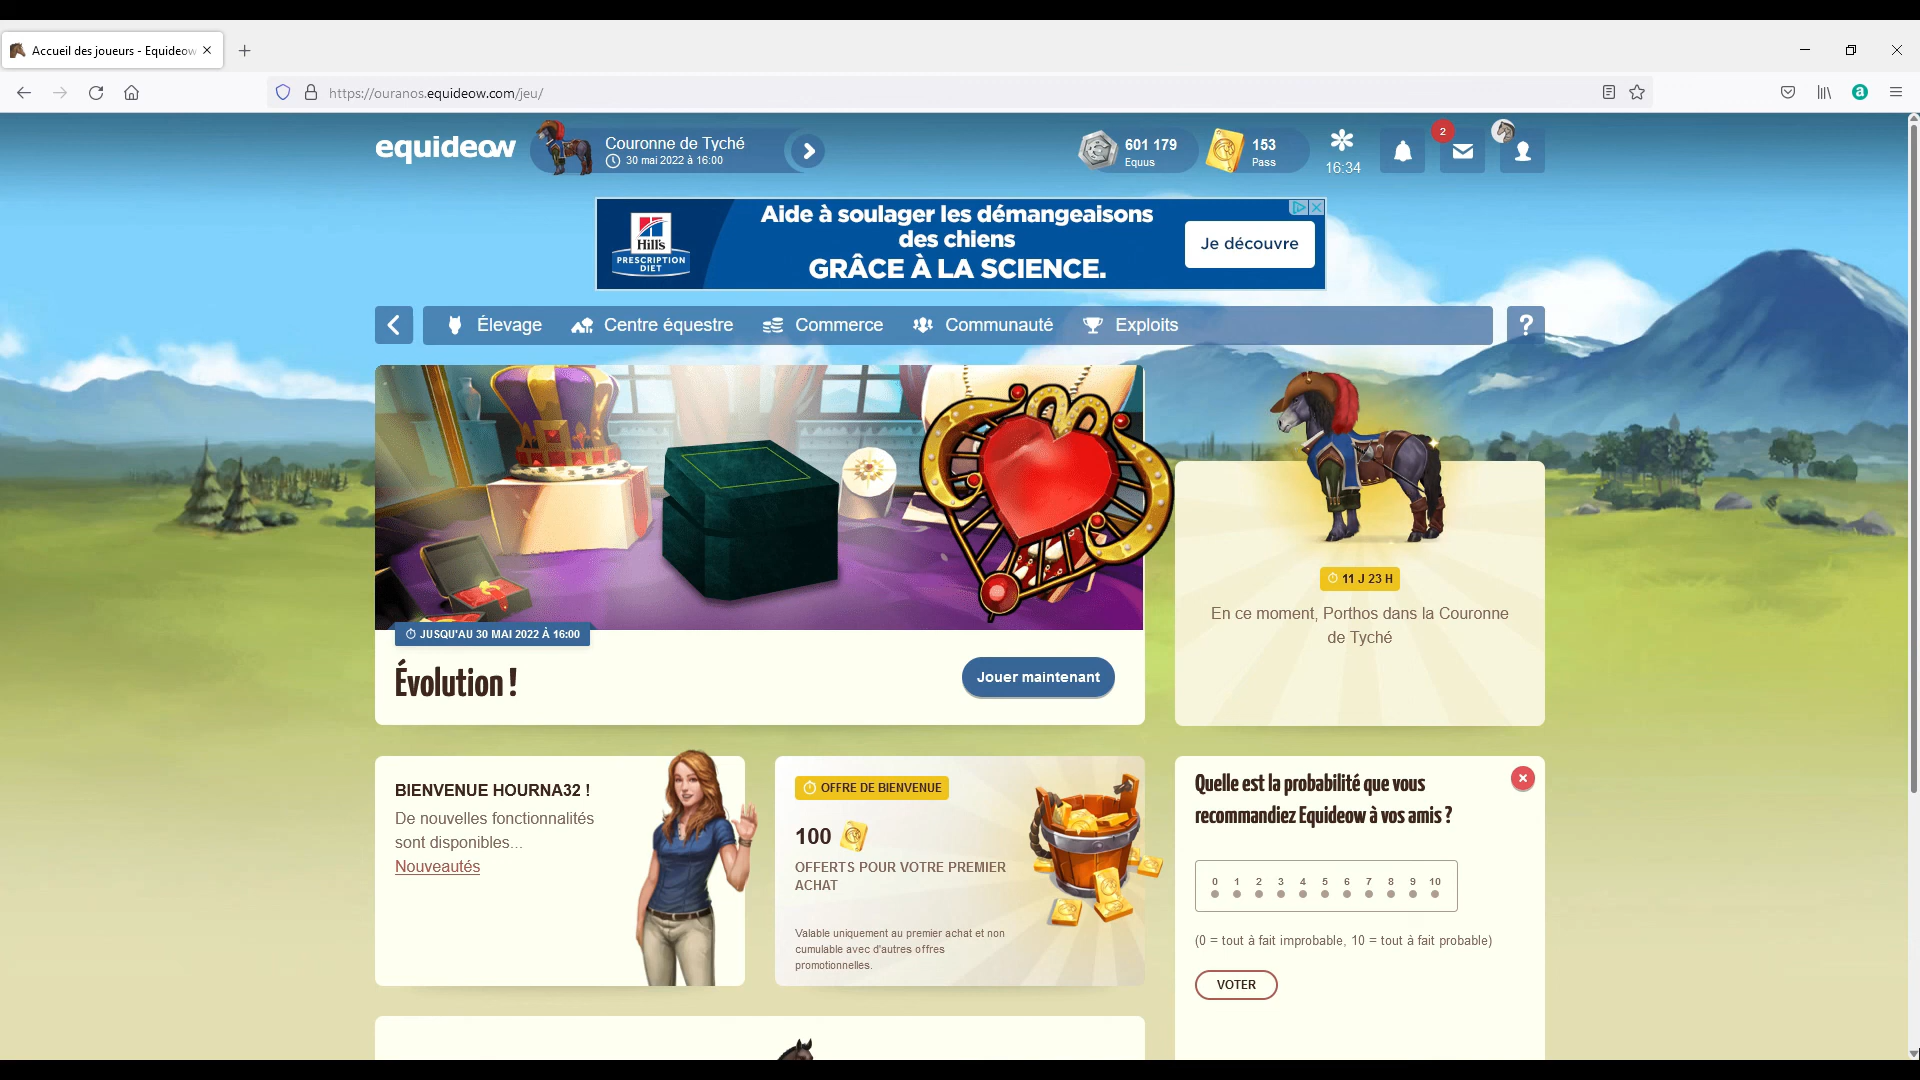 Accueil des joueurs - Equideow
https://ouranos.equideow.com/jeu/
equideow
Couronne de Tyché
30 mai 2022 à 16:00
601 179
Equus
153
Pass
16:34
2
Hill's
PRESCRIPTION
DIET
Aide à soulager les démangeaisons
des chiens
GRÂCE À LA SCIENCE.
Je découvre
Élevage
Centre équestre
Commerce
Communauté
Exploits
?
JUSQU'AU 30 MAI 2022 À 16:00
Évolution !
Jouer maintenant
11 J 23 H
En ce moment, Porthos dans la Couronne
de Tyché
BIENVENUE HOURNA32 !
De nouvelles fonctionnalités
sont disponibles...
Nouveautés
OFFRE DE BIENVENUE
100
OFFERTS POUR VOTRE PREMIER
ACHAT
Valable uniquement au premier achat et non
cumulable avec d'autres offres
promotionnelles.
Quelle est la probabilité que vous
recommandiez Equideow à vos amis ?
0 1 2 3 4 5 6 7 8 9 10
(0 = tout à fait improbable, 10 = tout à fait probable)
VOTER